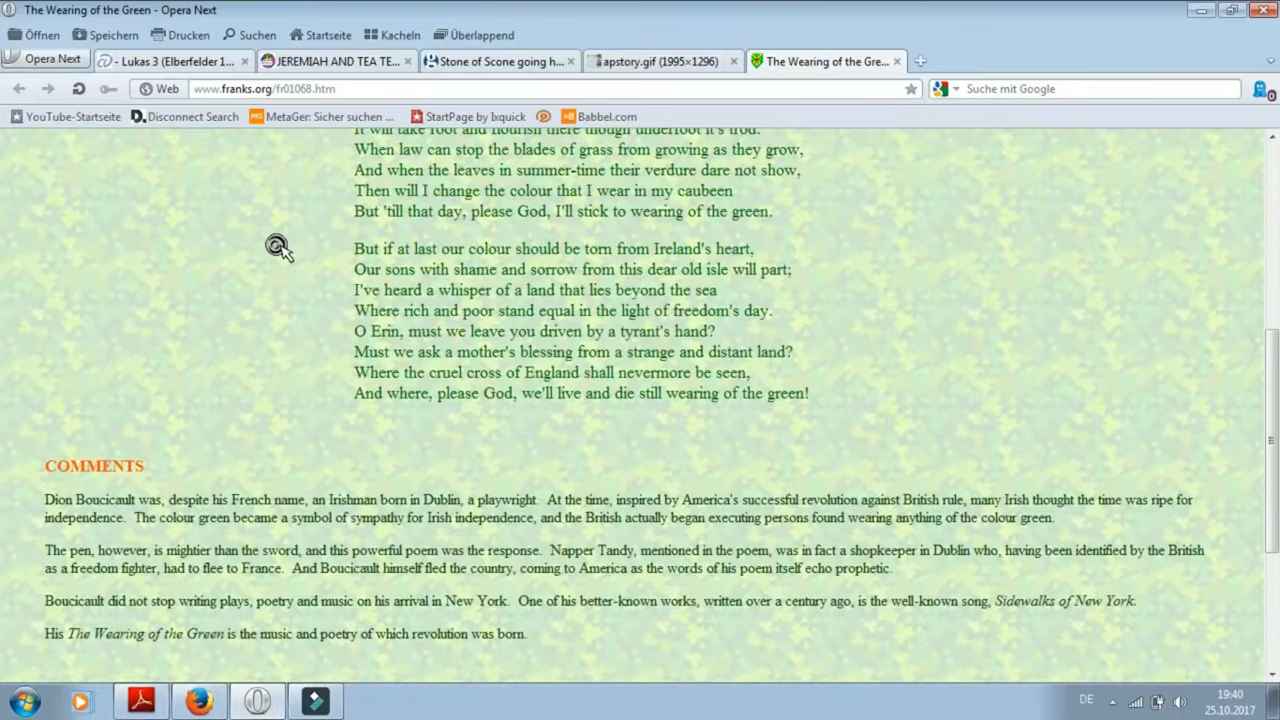 The Wearing of the Green - Opera Next
Öffnen Speichern Drucken Suchen Startseite Kacheln Überlappend
Opera Next - Lukas 3 (Elberfelder 1... JEREMIAH AND TEA TE... Stone of Scone going h... apstory.gif (1995×1296) The Wearing of the Gre...
Web www.franks.org/fr01068.htm Suche mit Google 0
YouTube-Startseite Disconnect Search MetaGer: Sicher suchen ... StartPage by Ixquick Babbel.com
It will take root and flourish there though underfoot it's trod.
When law can stop the blades of grass from growing as they grow,
And when the leaves in summer-time their verdure dare not show,
Then will I change the colour that I wear in my caubeen
But 'till that day, please God, I'll stick to wearing of the green.
But if at last our colour should be torn from Ireland's heart,
Our sons with shame and sorrow from this dear old isle will part;
I've heard a whisper of a land that lies beyond the sea
Where rich and poor stand equal in the light of freedom's day.
O Erin, must we leave you driven by a tyrant's hand?
Must we ask a mother's blessing from a strange and distant land?
Where the cruel cross of England shall nevermore be seen,
And where, please God, we'll live and die still wearing of the green!
COMMENTS
Dion Boucicault was, despite his French name, an Irishman born in Dublin, a playwright. At the time, inspired by America's successful revolution against British rule, many Irish thought the time was ripe for
independence. The colour green became a symbol of sympathy for Irish independence, and the British actually began executing persons found wearing anything of the colour green.
The pen, however, is mightier than the sword, and this powerful poem was the response. Napper Tandy, mentioned in the poem, was in fact a shopkeeper in Dublin who, having been identified by the British
as a freedom fighter, had to flee to France. And Boucicault himself fled the country, coming to America as the words of his poem itself echo prophetic.
Boucicault did not stop writing plays, poetry and music on his arrival in New York. One of his better-known works, written over a century ago, is the well-known song, Sidewalks of New York.
His The Wearing of the Green is the music and poetry of which revolution was born.
DE 19:40
25.10.2017